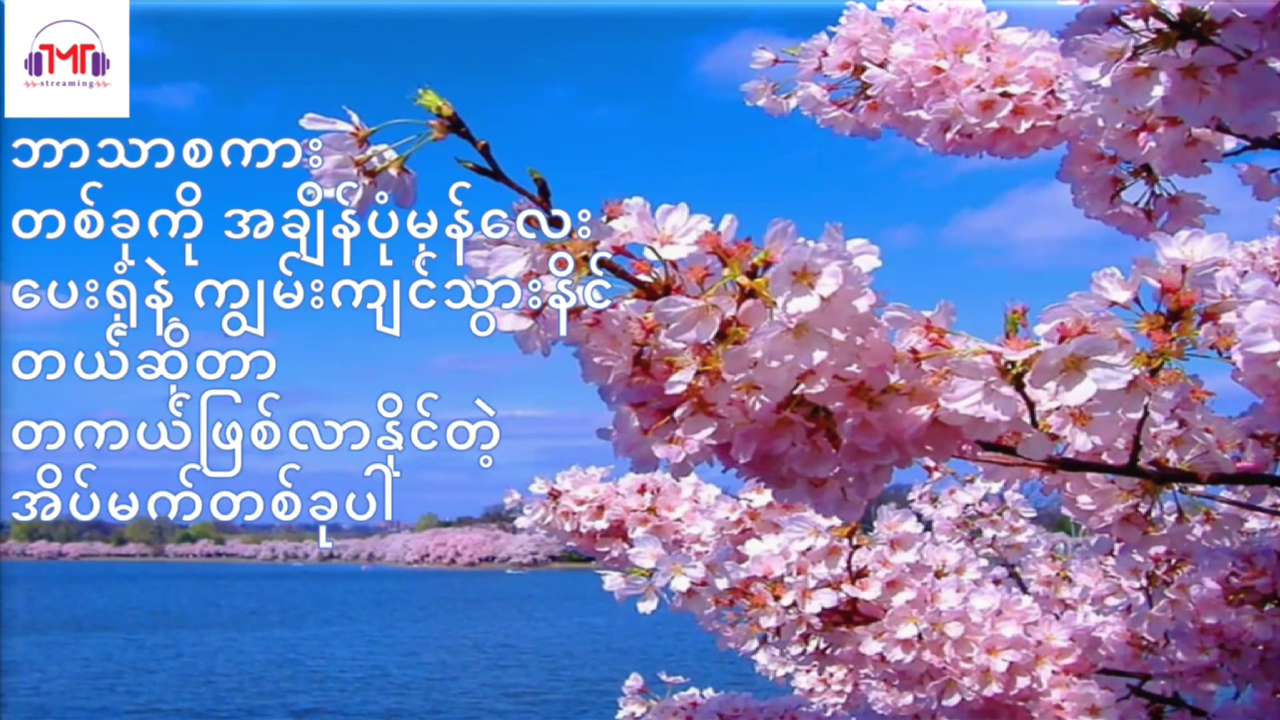 TMT
streaming
ဘာသာစကား
တစ်ခုကို အချိန်ပုံမှန်လေး
ပေးရုံနဲ့ ကျွမ်းကျင်သွားနိုင်
တယ်ဆိုတာ
တကယ်ဖြစ်လာနိုင်တဲ့
အိပ်မက်တစ်ခုပါ